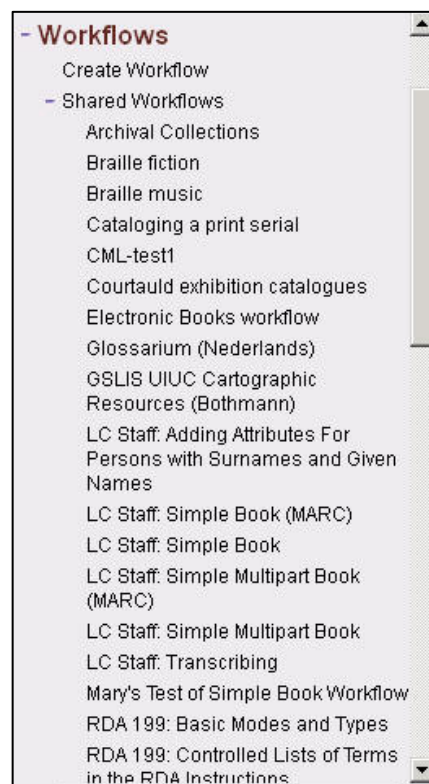 - Workflows
Create Workflow
- Shared Workflows
Archival Collections
Braille fiction
Braille music
Cataloging a print serial
CML-test1
Courtauld exhibition catalogues
Electronic Books workflow
Glossarium (Nederlands)
GSLIS UIUC Cartographic
Resources (Bothmann)
LC Staff: Adding Attributes For
Persons with Surnames and Given
Names
LC Staff: Simple Book (MARC)
LC Staff: Simple Book
LC Staff: Simple Multipart Book
(MARC)
LC Staff: Simple Multipart Book
LC Staff: Transcribing
Mary's Test of Simple Book Workflow
RDA 199: Basic Modes and Types
RDA 199: Controlled Lists of Terms
in the RDA Instructions